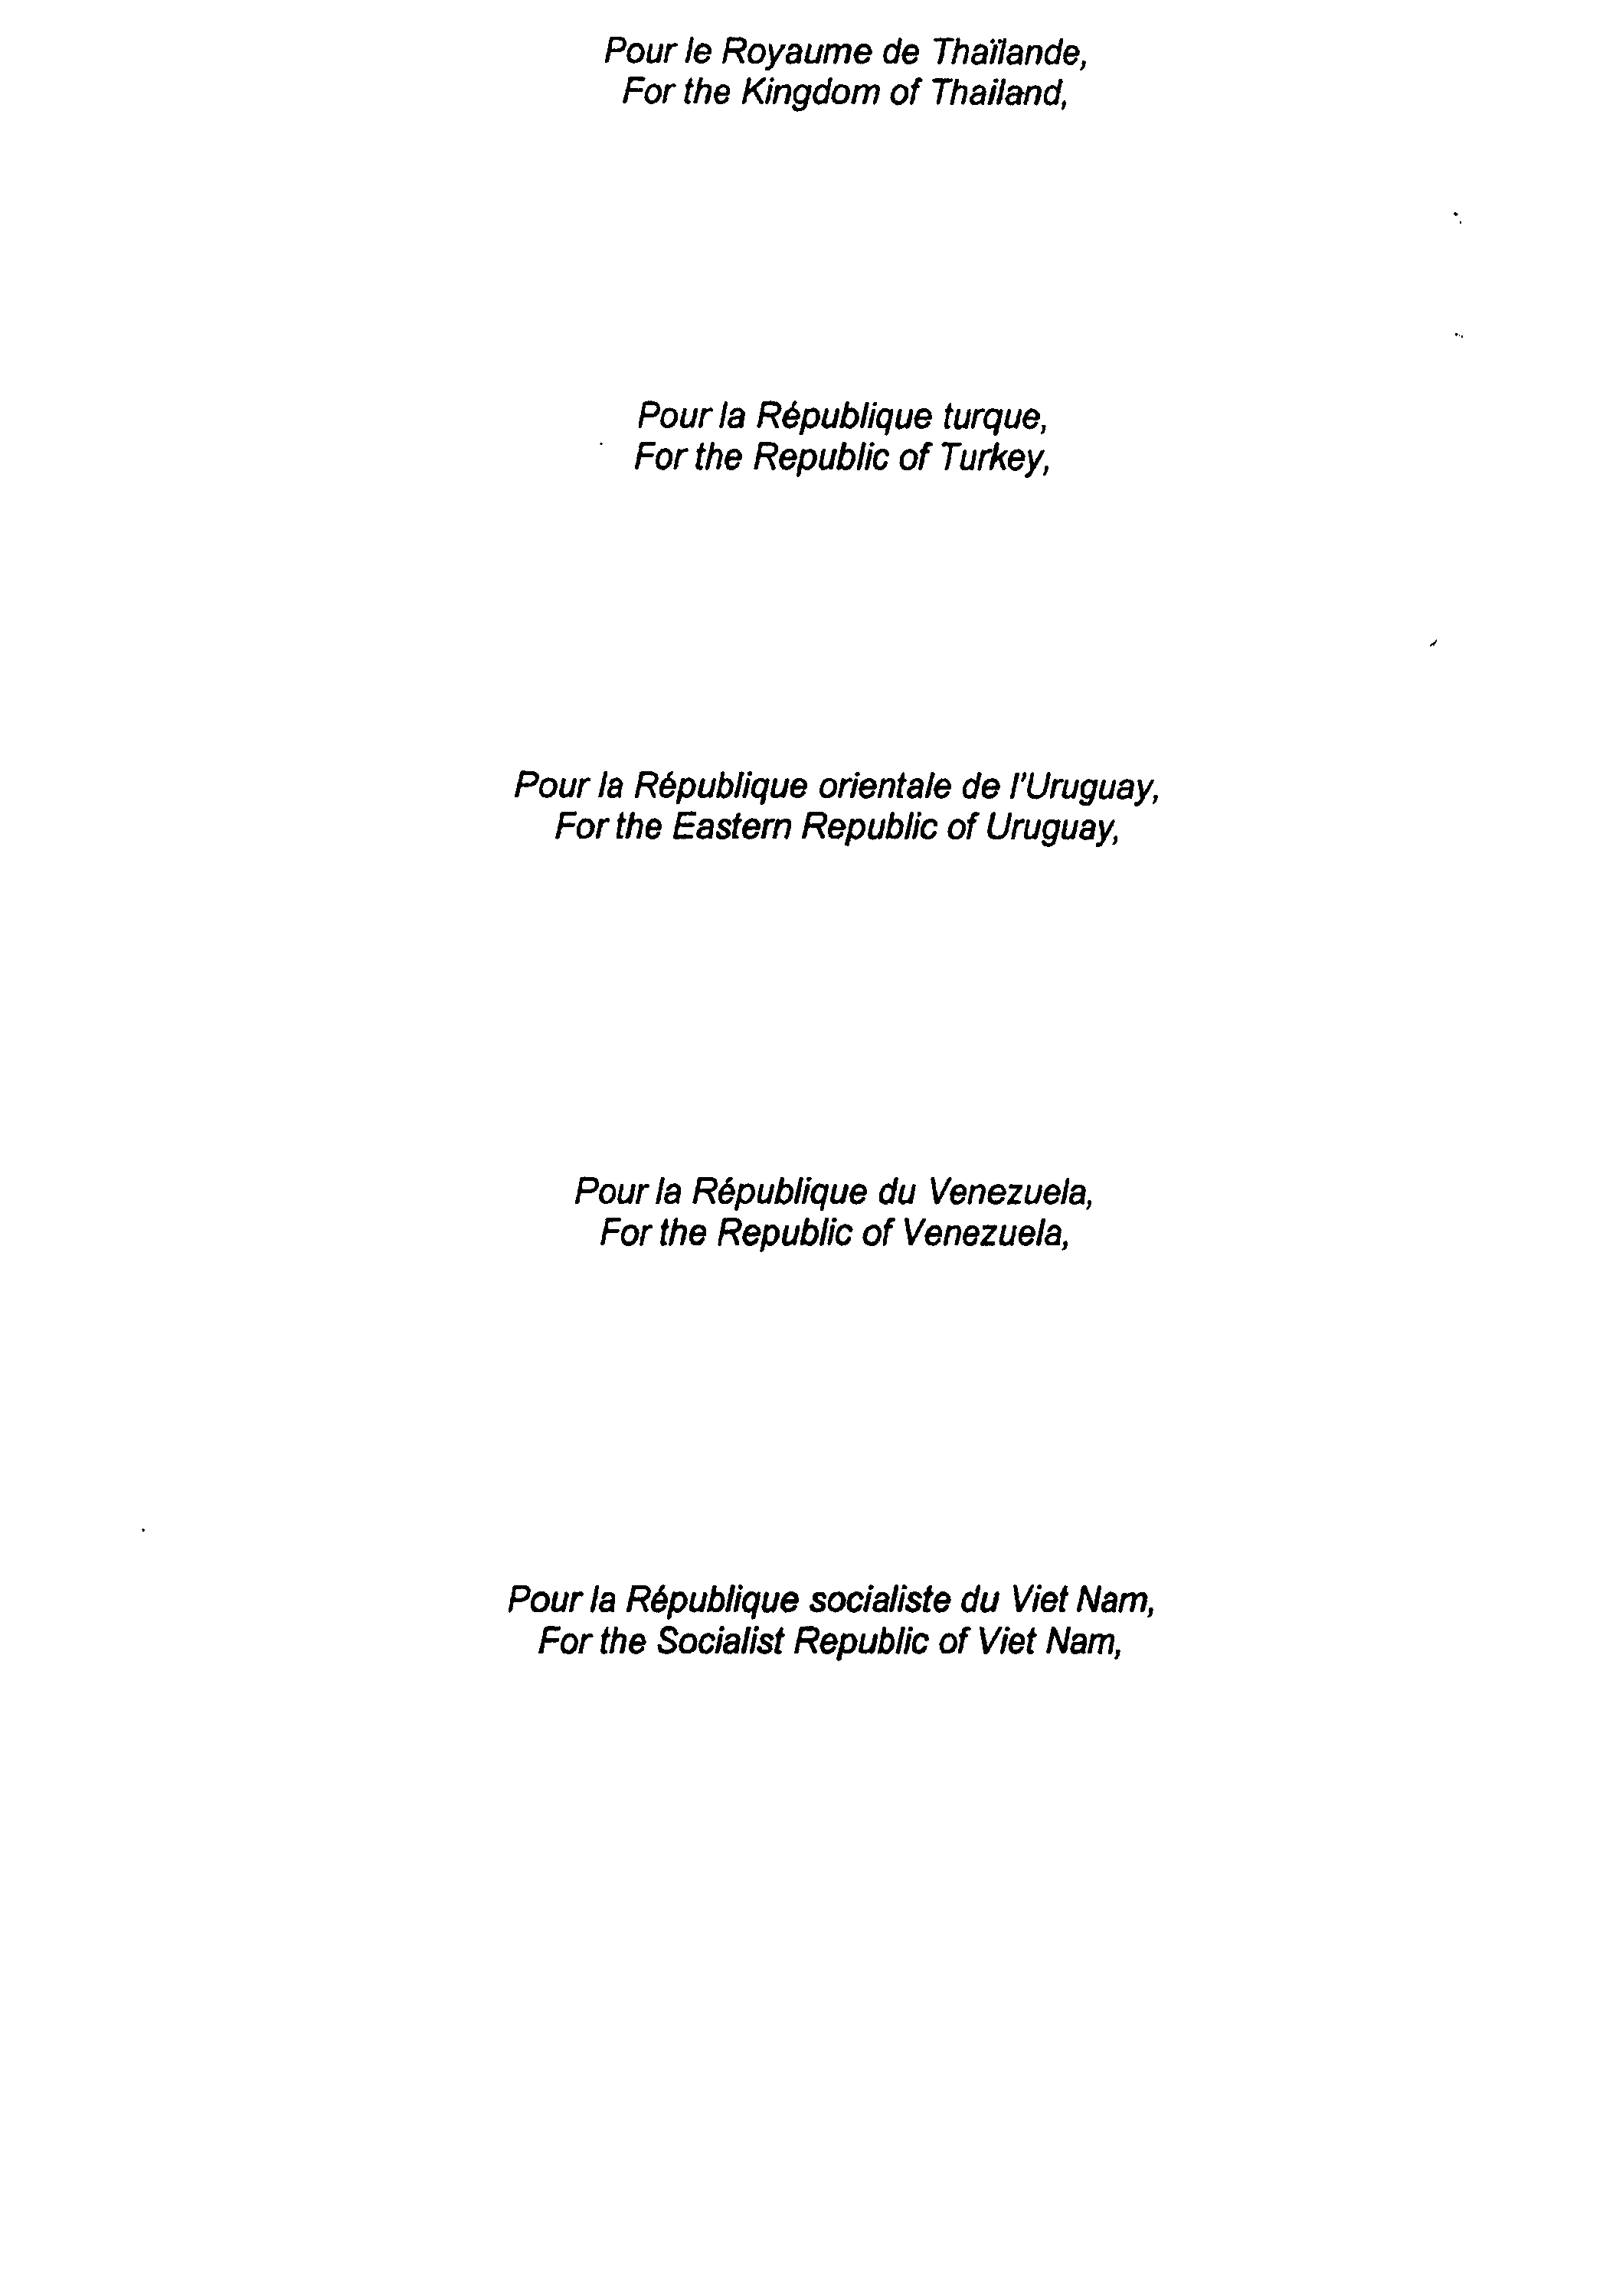 Pour le Royaume de Thaïlande,
For the Kingdom of Thailand,
Pour la République turque,
For the Republic of Turkey,
Pour la République orientale de l'Uruguay,
For the Eastern Republic of Uruguay,
Pour la République du Venezuela,
For the Republic of Venezuela,
Pour la République socialiste du Viet Nam,
For the Socialist Republic of Viet Nam,